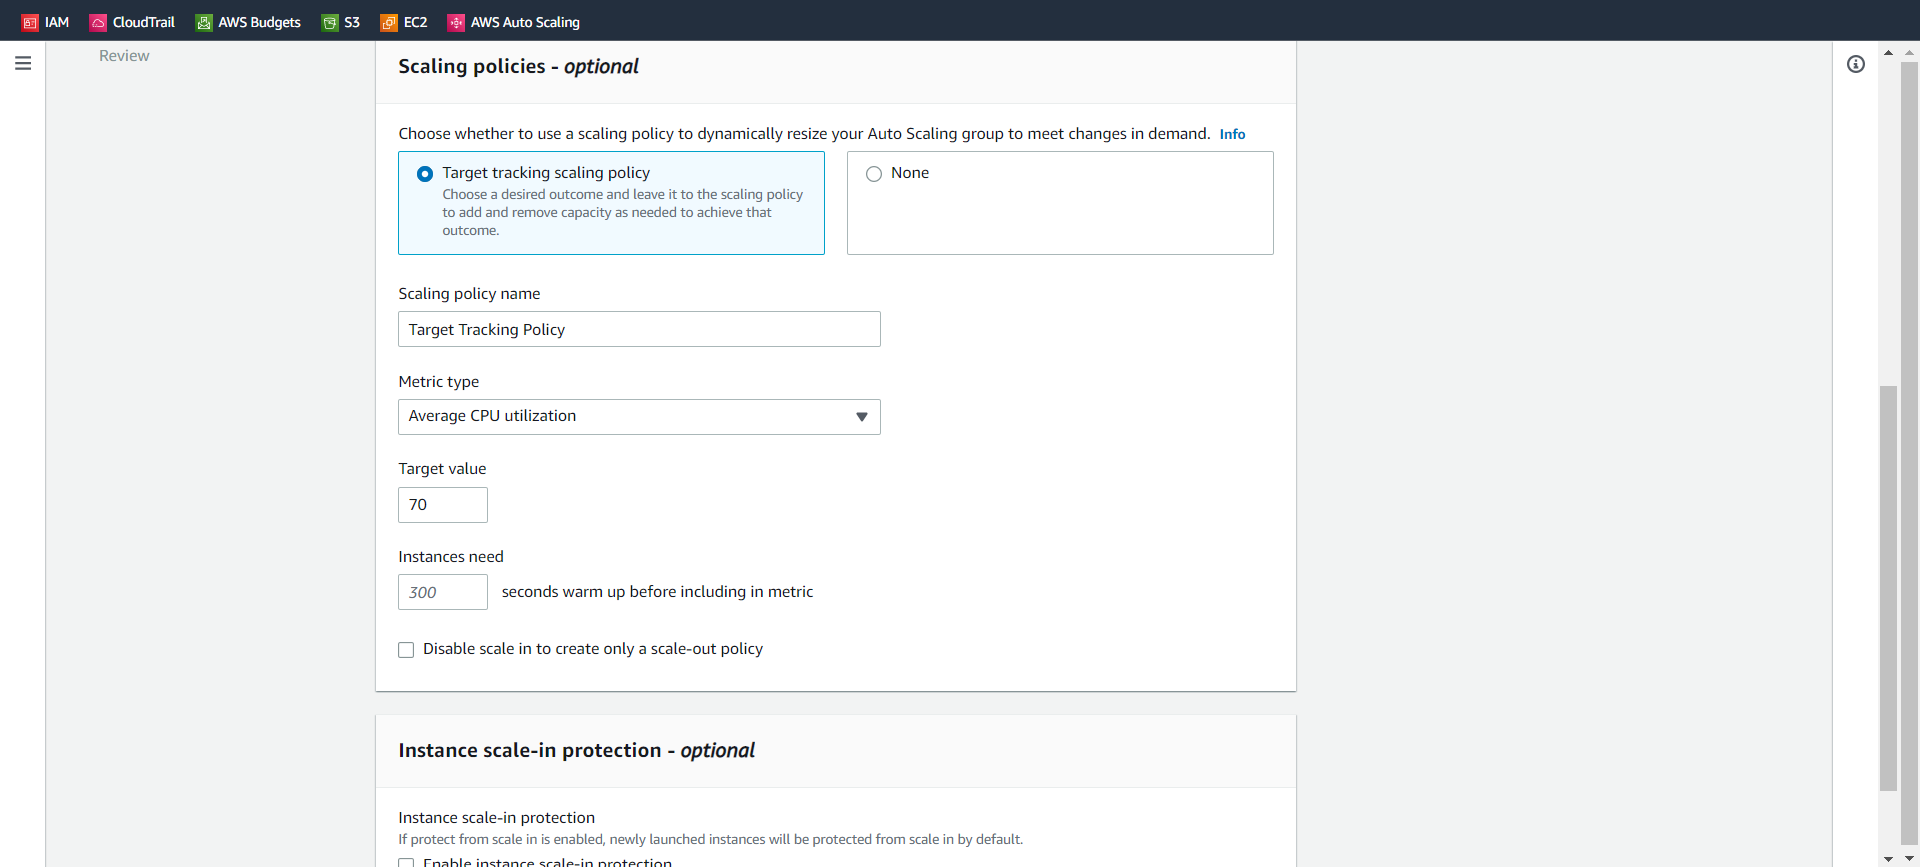 IAM CloudTrail AWS Budgets S3 EC2 AWS Auto Scaling
Review
Scaling policies - optional
Choose whether to use a scaling policy to dynamically resize your Auto Scaling group to meet changes in demand. Info
Target tracking scaling policy
Choose a desired outcome and leave it to the scaling policy
to add and remove capacity as needed to achieve that
outcome.
None
Scaling policy name
Target Tracking Policy
Metric type
Average CPU utilization
Target value
70
Instances need
300 seconds warm up before including in metric
Disable scale in to create only a scale-out policy
Instance scale-in protection - optional
Instance scale-in protection
If protect from scale in is enabled, newly launched instances will be protected from scale in by default.
Enable instance scale-in protection